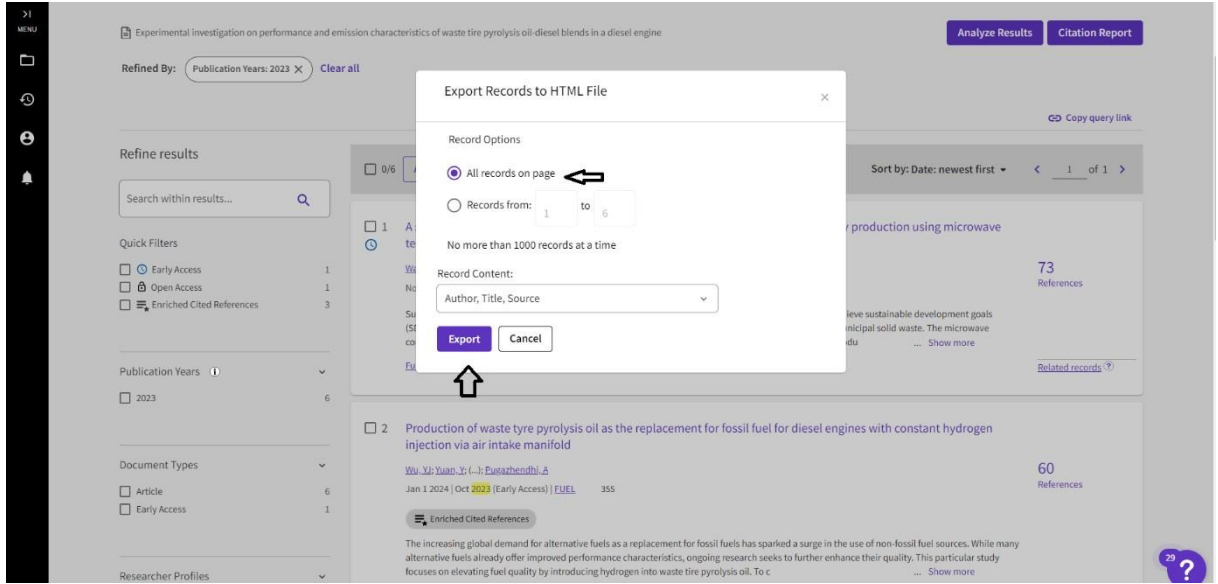 MENU
Experimental investigation on performance and emission characteristics of waste tire pyrolysis oil-diesel blends in a diesel engine
Analyze Results
Citation Report
Refined By:
Publication Years: 2023
Clear all
Copy query link
Export Records to HTML File
Record Options
All records on page
Records from: 1 to 6
No more than 1000 records at a time
Record Content:
Author, Title, Source
Export
Cancel
Refine results
Search within results...
Quick Filters
Early Access 1
Open Access 1
Enriched Cited References 3
Publication Years
2023 6
Document Types
Article 6
Early Access 1
Researcher Profiles
0/6
Sort by: Date: newest first
1 of 1
1
production using microwave
73
References
ieve sustainable development goals
nicipal solid waste. The microwave
... Show more
Related records
2 Production of waste tyre pyrolysis oil as the replacement for fossil fuel for diesel engines with constant hydrogen
injection via air intake manifold
Wu, YJ; Yuan, Y; (...); Pugazhendhi, A
Jan 1 2024 | Oct 2023 (Early Access) | FUEL 355
60
References
Enriched Cited References
The increasing global demand for alternative fuels as a replacement for fossil fuels has sparked a surge in the use of non-fossil fuel sources. While many
alternative fuels already offer improved performance characteristics, ongoing research seeks to further enhance their quality. This particular study
focuses on elevating fuel quality by introducing hydrogen into waste tire pyrolysis oil. To c ... Show more
29
?